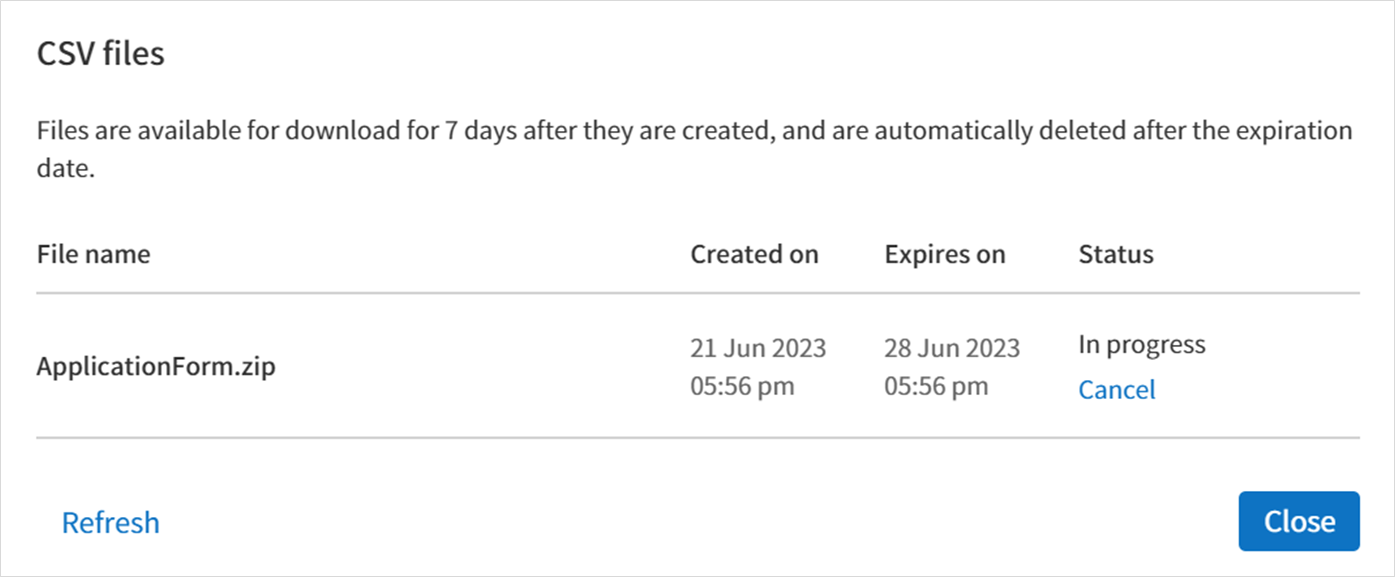 CSV files
Files are available for download for 7 days after they are created, and are automatically deleted after the expiration
date.
File name Created on Expires on Status
ApplicationForm.zip 21 Jun 2023 28 Jun 2023 In progress
05:56 pm 05:56 pm Cancel
Refresh Close